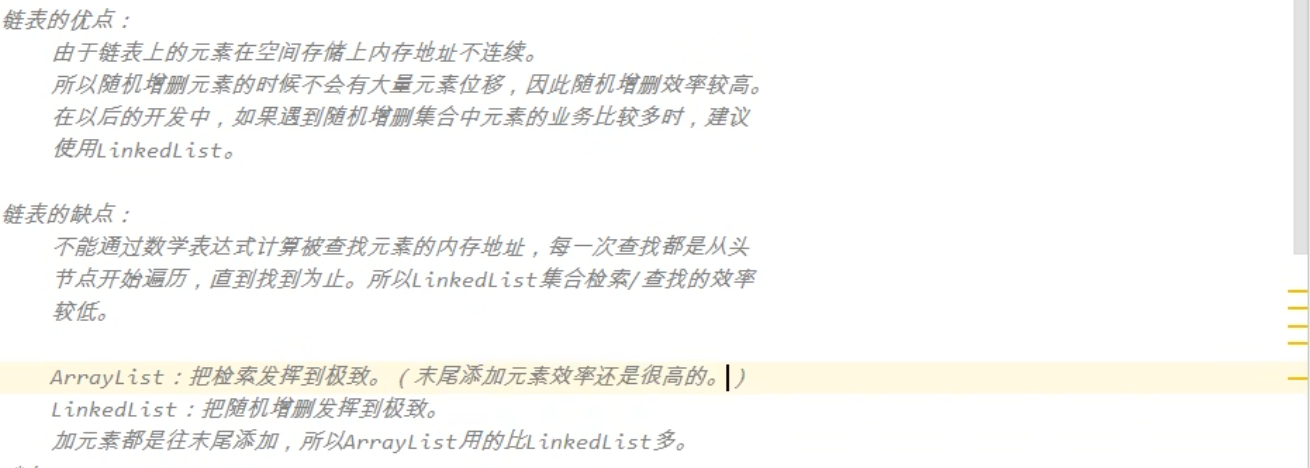 链表的优点：
由于链表上的元素在空间存储上内存地址不连续。
所以随机增删元素的时候不会有大量元素位移，因此随机增删效率较高。
在以后的开发中，如果遇到随机增删集合中元素的业务比较多时，建议
使用LinkedList。
链表的缺点：
不能通过数学表达式计算被查找元素的内存地址，每一次查找都是从头
节点开始遍历，直到找到为止。所以LinkedList集合检索/查找的效率
较低。
ArrayList：把检索发挥到极致。（末尾添加元素效率还是很高的。）
LinkedList：把随机增删发挥到极致。
加元素都是往末尾添加，所以ArrayList用的比LinkedList多。